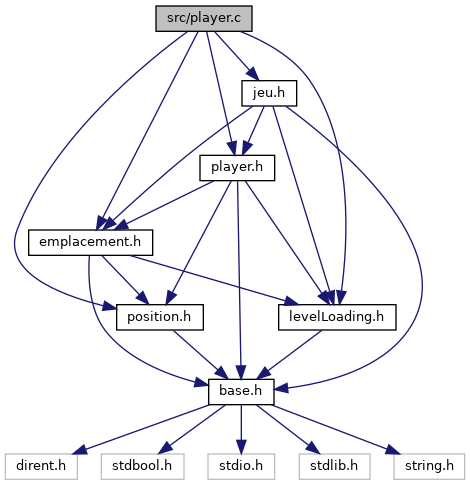 src/player.c
jeu.h
player.h
emplacement.h
position.h
levelLoading.h
base.h
dirent.h
stdbool.h
stdio.h
stdlib.h
string.h